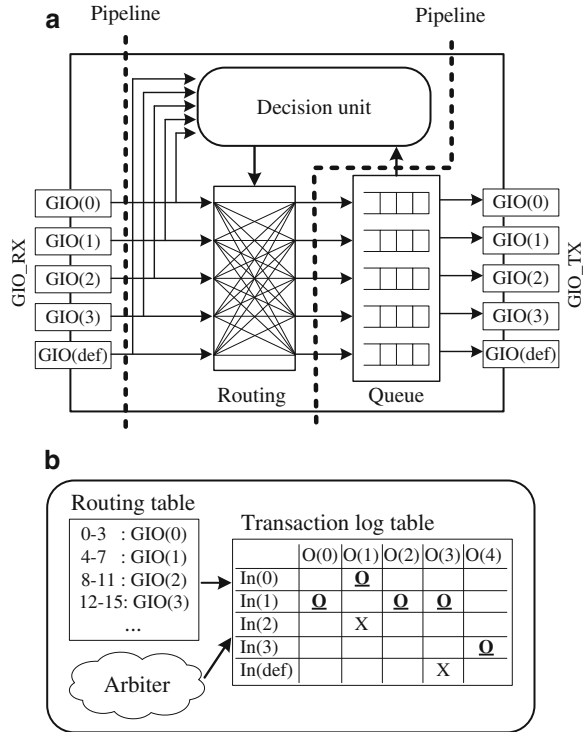 Pipeline
Pipeline
a
Decision unit
GIO_RX
GIO(0)
GIO(1)
GIO(2)
GIO(3)
GIO(def)
GIO(0)
GIO(1)
GIO(2)
GIO(3)
GIO(def)
GIO_TX
Routing
Queue
b
Routing table
0-3 : GIO(0)
4-7 : GIO(1)
8-11 : GIO(2)
12-15: GIO(3)
...
Arbiter
Transaction log table
O(0) O(1) O(2) O(3) O(4)
In(0) O
In(1) O O O
In(2) X
In(3) O
In(def) X